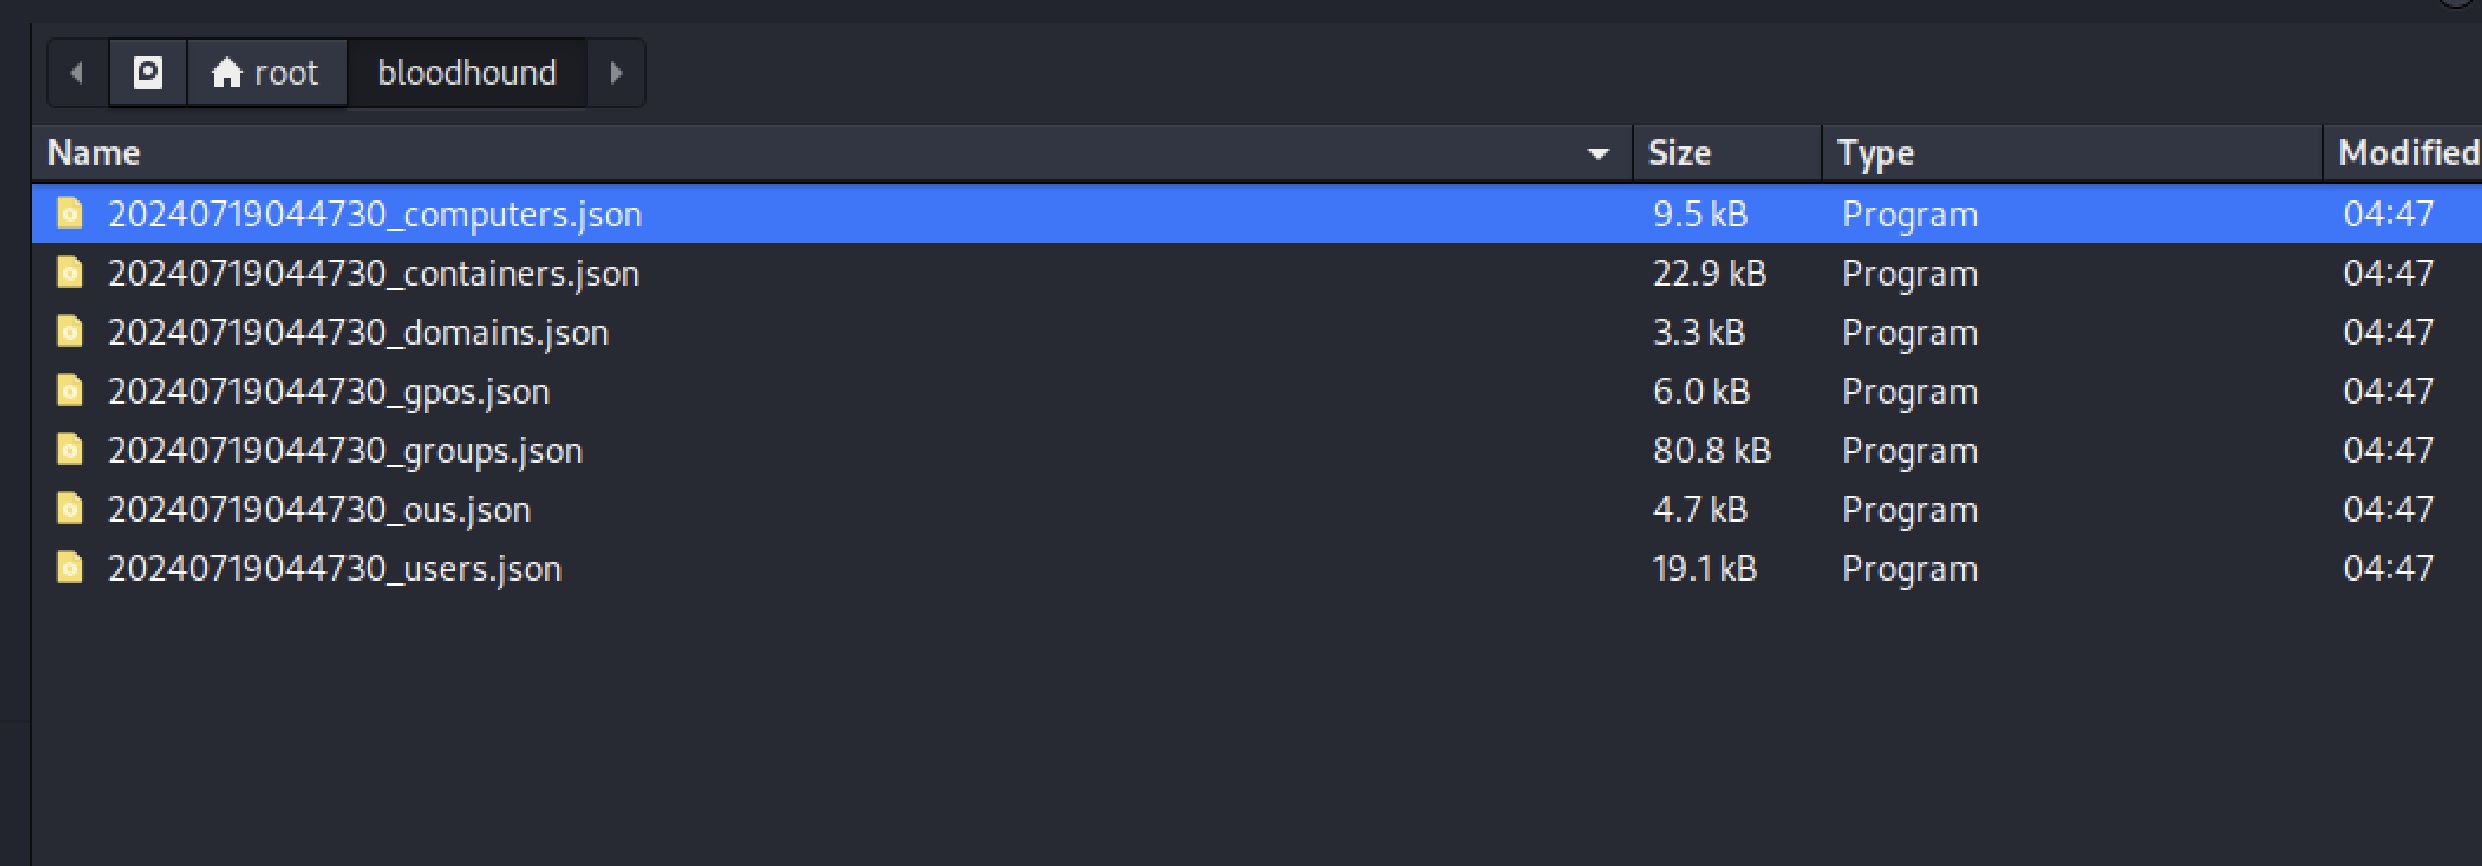 root bloodhound
Name Size Type Modified
20240719044730_computers.json 9.5 kB Program 04:47
20240719044730_containers.json 22.9 kB Program 04:47
20240719044730_domains.json 3.3 kB Program 04:47
20240719044730_gpos.json 6.0 kB Program 04:47
20240719044730_groups.json 80.8 kB Program 04:47
20240719044730_ous.json 4.7 kB Program 04:47
20240719044730_users.json 19.1 kB Program 04:47